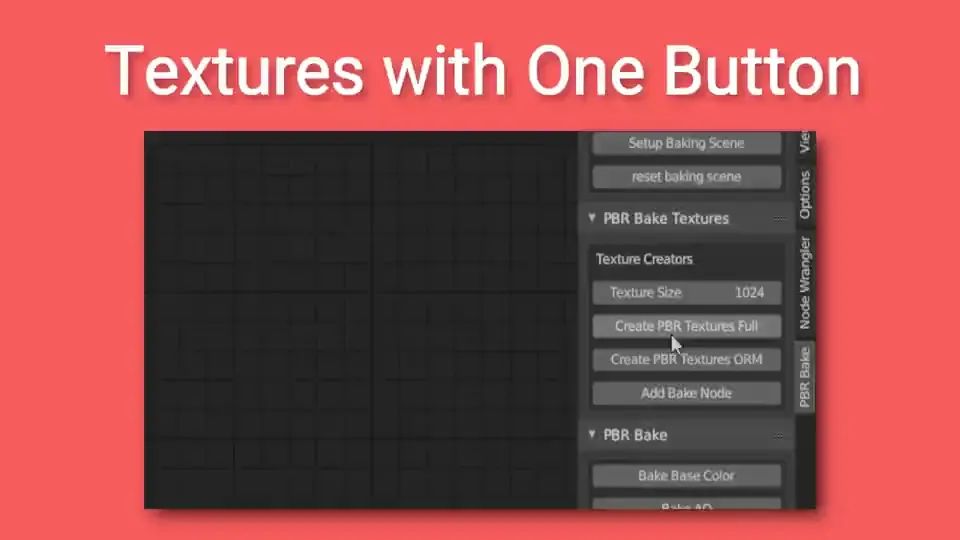 Textures with One Button
Setup Baking Scene
reset baking scene
PBR Bake Textures
Texture Creators
Texture Size 1024
Create PBR Textures Full
Create PBR Textures ORM
Add Bake Node
PBR Bake
Bake Base Color
Bake AO
Options
Node Wrangler
PBR Bake